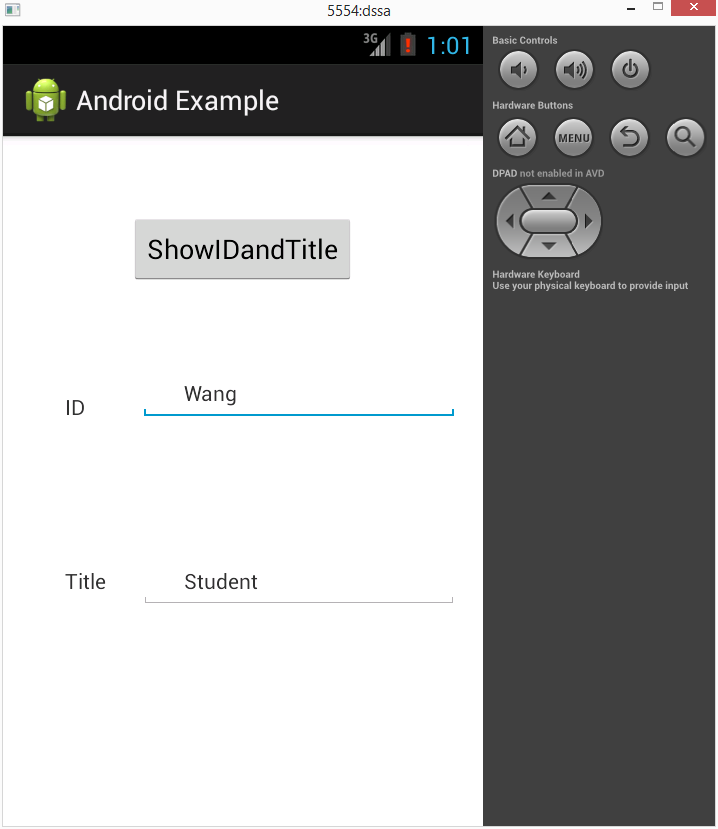 5554:dssa
3G 1:01
Android Example
ShowIDandTitle
ID Wang
Title Student
Basic Controls
Hardware Buttons
MENU
DPAD not enabled in AVD
Hardware Keyboard
Use your physical keyboard to provide input